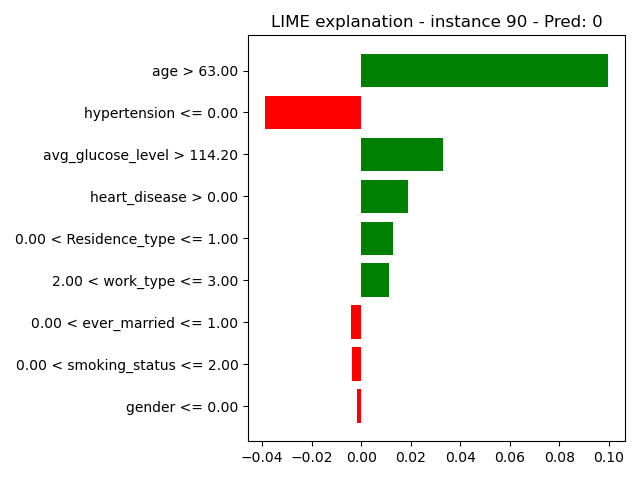 LIME explanation - instance 90 - Pred: 0
age > 63.00
hypertension <= 0.00
avg_glucose_level > 114.20
heart_disease > 0.00
0.00 < Residence_type <= 1.00
2.00 < work_type <= 3.00
0.00 < ever_married <= 1.00
0.00 < smoking_status <= 2.00
gender <= 0.00
−0.04 −0.02 0.00 0.02 0.04 0.06 0.08 0.10